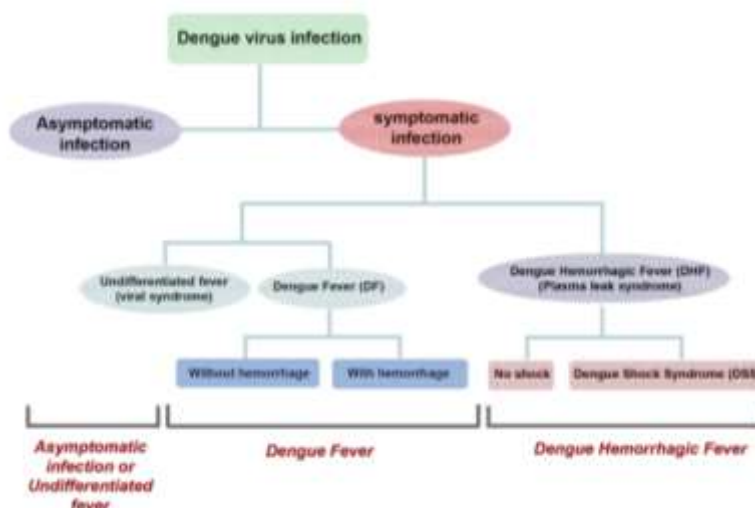 Dengue virus infection
Asymptomatic
infection
symptomatic
infection
Undifferentiated fever
(viral syndrome)
Dengue Fever (DF)
Dengue Hemorrhagic Fever (DHF)
(Plasma leak syndrome)
Without hemorrhage
With hemorrhage
No shock
Dengue Shock Syndrome (DSS
Asymptomatic
infection or
Undifferentiated
fever
Dengue Fever
Dengue Hemorrhagic Fever